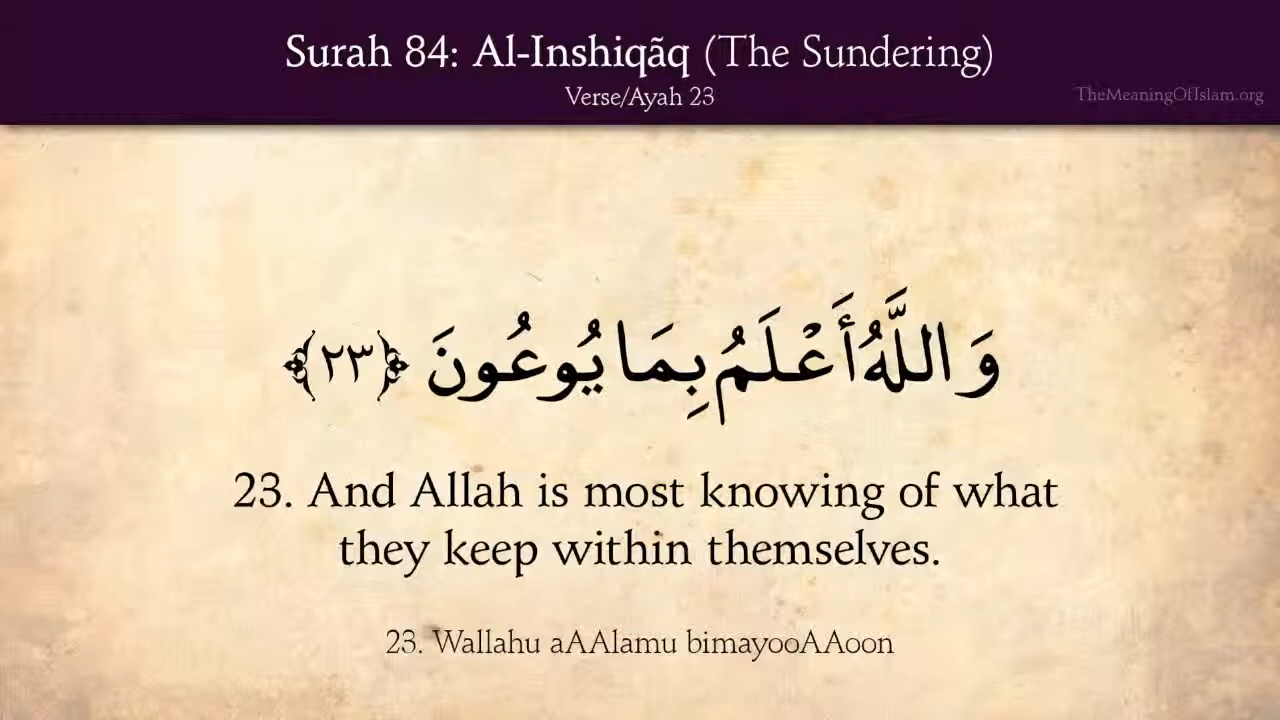 Surah 84: Al-Inshiqãq (The Sundering)
Verse/Ayah 23
TheMeaningOfIslam.org
وَاللَّهُ أَعْلَمُ بِمَا يُوعُونَ ﴿٢٣﴾
23. And Allah is most knowing of what
they keep within themselves.
23. Wallahu aAAlamu bimayooAAoon